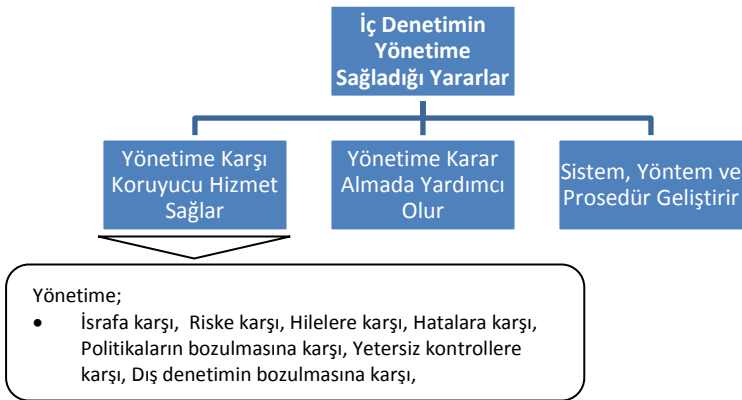 İç Denetimin
Yönetime
Sağladığı Yararlar
Yönetime Karşı
Koruyucu Hizmet
Sağlar
Yönetime Karar
Almada Yardımcı
Olur
Sistem, Yöntem ve
Prosedür Geliştirir
Yönetime;
• İsrafa karşı, Riske karşı, Hilelere karşı, Hatalara karşı,
Politikaların bozulmasına karşı, Yetersiz kontrollere
karşı, Dış denetimin bozulmasına karşı,